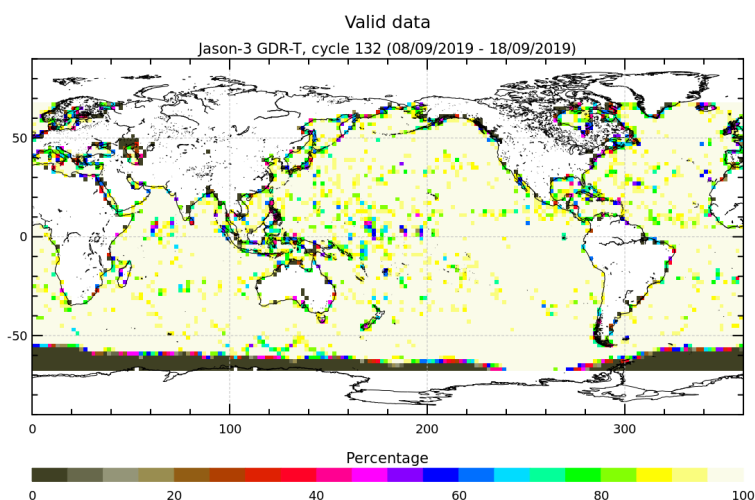 Valid data
Jason-3 GDR-T, cycle 132 (08/09/2019 - 18/09/2019)
50
0
-50
0 100 200 300
Percentage
0 20 40 60 80 100